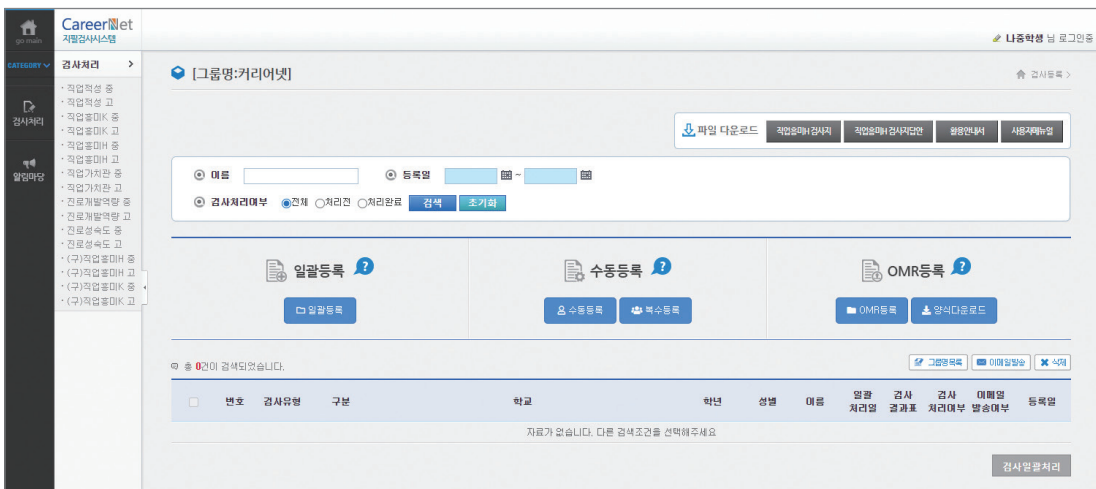 go main
CareerNet
지필검사시스템
나중학생 님 로그인중
CATEGORY
검사처리
알림마당
검사처리 >
· 직업적성 중
· 직업적성 고
· 직업흥미K 중
· 직업흥미K 고
· 직업흥미H 중
· 직업흥미H 고
· 직업가치관 중
· 직업가치관 고
· 진로개발역량 중
· 진로개발역량 고
· 진로성숙도 중
· 진로성숙도 고
· (구)직업흥미H 중
· (구)직업흥미H 고
· (구)직업흥미K 중
· (구)직업흥미K 고
[그룹명:커리어넷]
검사등록 >
파일 다운로드 직업흥미H 검사지 직업흥미H 검사지답안 활용안내서 사용자매뉴얼
이름 등록일 ~
검사처리여부 전체 처리전 처리완료 검색 초기화
일괄등록 ?
일괄등록
수동등록 ?
수동등록 복수등록
OMR등록 ?
OMR등록 양식다운로드
총 0건이 검색되었습니다.
그룹명목록 이메일발송 삭제
번호 검사유형 구분 학교 학년 성별 이름 일괄처리일 검사결과표 검사처리여부 이메일발송여부 등록일
자료가 없습니다. 다른 검색조건을 선택해주세요
검사일괄처리